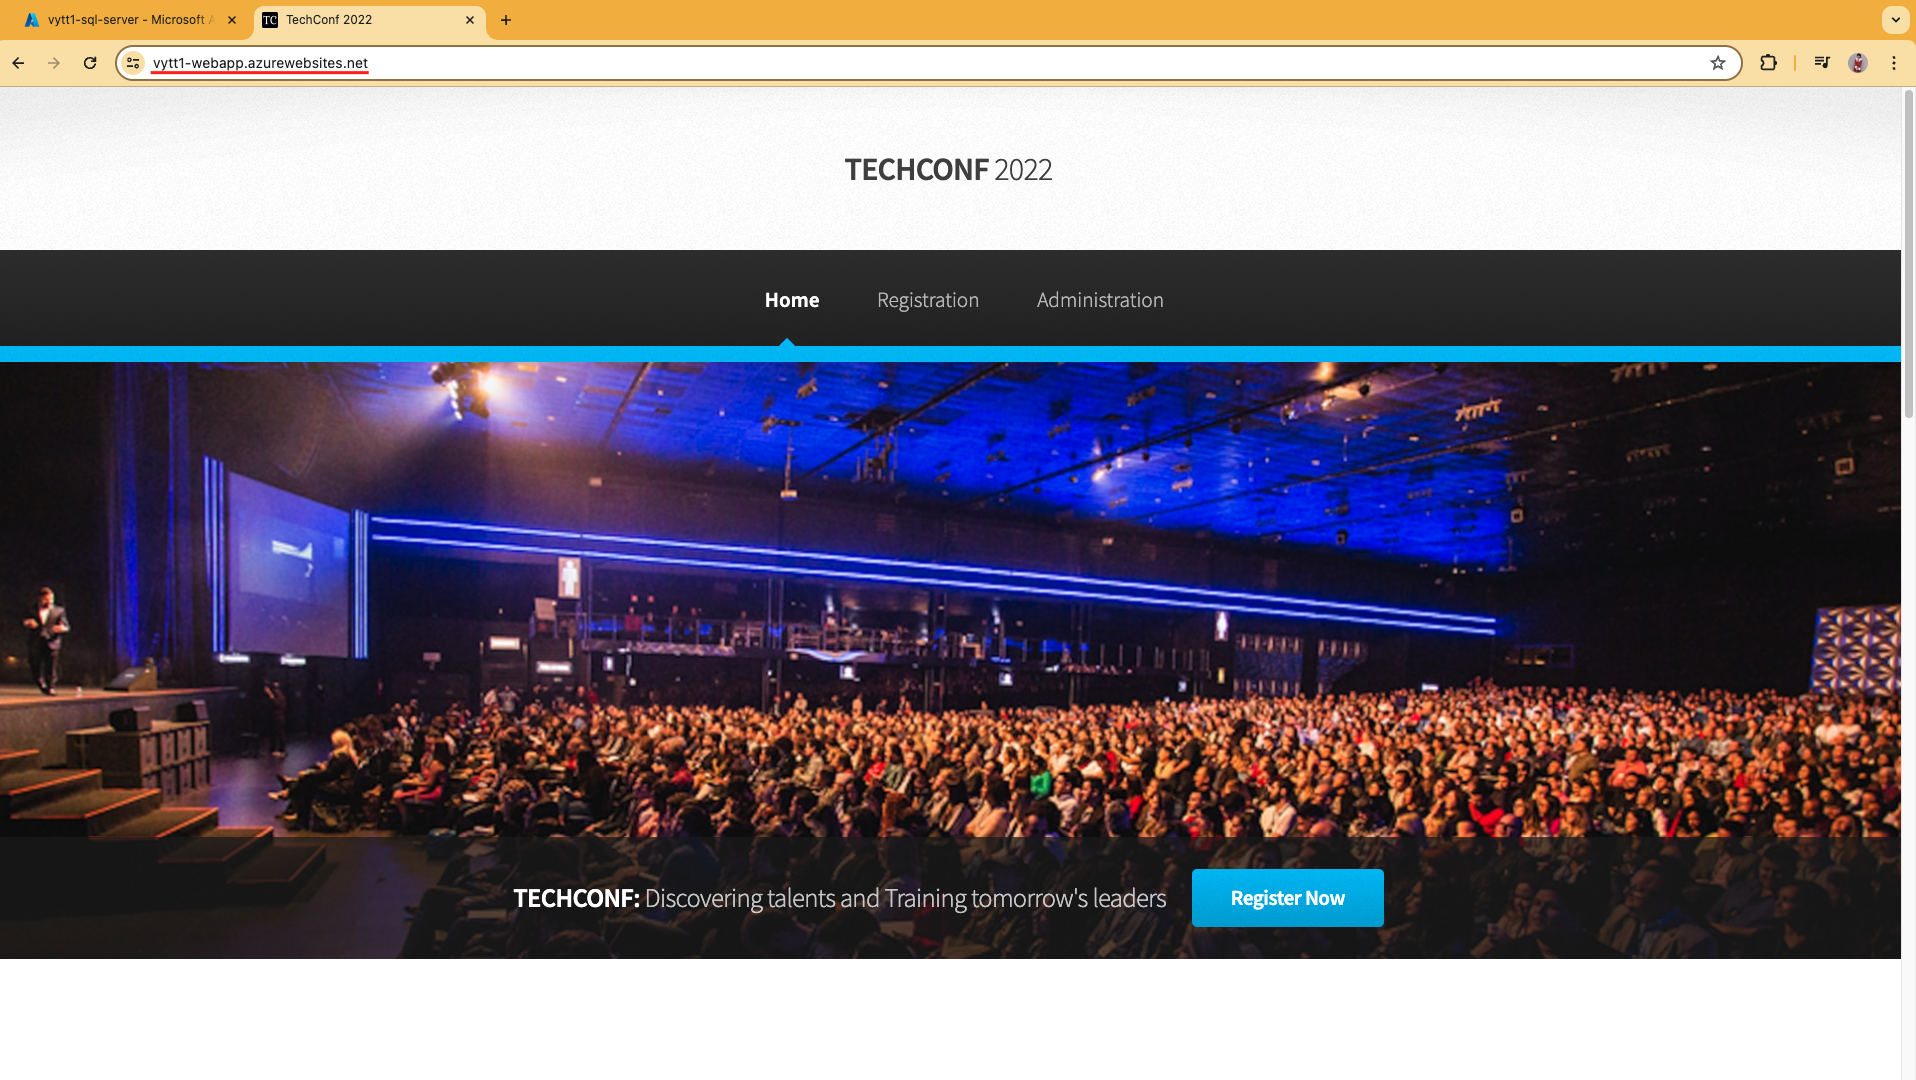 vytt1-sql-server - Microsoft A
TC TechConf 2022
vytt1-webapp.azurewebsites.net
TECHCONF 2022
Home Registration Administration
TECHCONF: Discovering talents and Training tomorrow's leaders Register Now